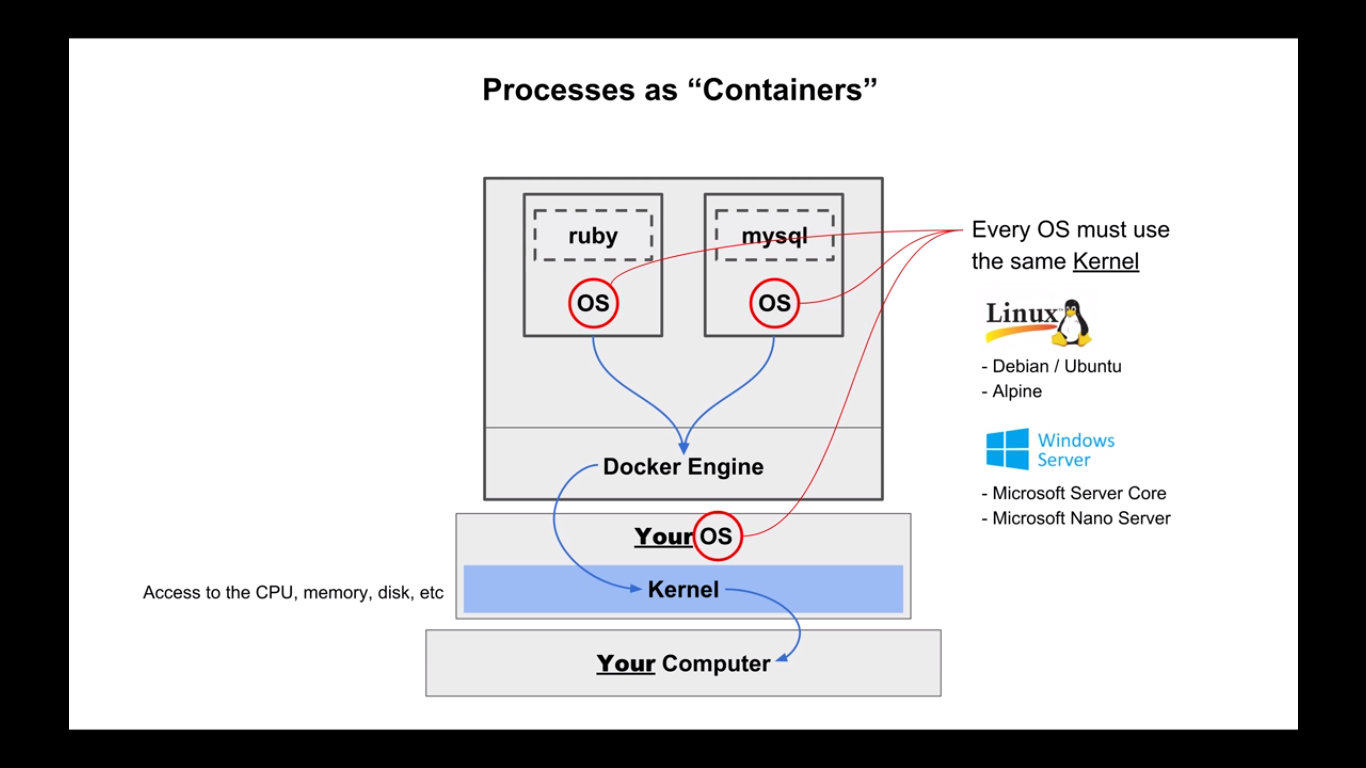 Processes as “Containers”
ruby
mysql
OS
OS
Every OS must use
the same Kernel
Linux
- Debian / Ubuntu
- Alpine
Windows
Server
- Microsoft Server Core
- Microsoft Nano Server
Docker Engine
Your OS
Access to the CPU, memory, disk, etc
Kernel
Your Computer